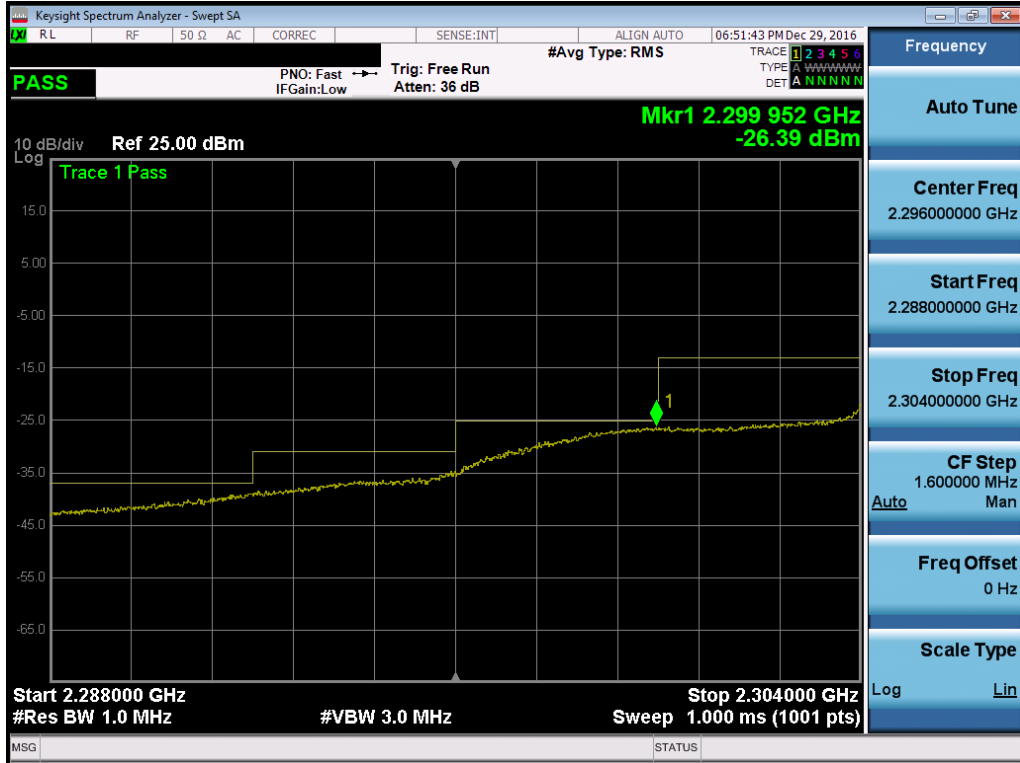 Keysight Spectrum Analyzer - Swept SA
LXI RL RF 50 Ω AC CORREC SENSE:INT ALIGN AUTO 06:51:43 PM Dec 29, 2016
#Avg Type: RMS TRACE 1 2 3 4 5 6
PNO: Fast Trig: Free Run TYPE A WWWWW
PASS IFGain:Low Atten: 36 dB DET A N N N N N
Mkr1 2.299 952 GHz
-26.39 dBm
10 dB/div Ref 25.00 dBm
Log
Trace 1 Pass
15.0
5.00
-5.00
-15.0
1
-25.0
-35.0
-45.0
-55.0
-65.0
Start 2.288000 GHz Stop 2.304000 GHz
#Res BW 1.0 MHz #VBW 3.0 MHz Sweep 1.000 ms (1001 pts)
MSG STATUS
Frequency
Auto Tune
Center Freq
2.296000000 GHz
Start Freq
2.288000000 GHz
Stop Freq
2.304000000 GHz
CF Step
1.600000 MHz
Auto Man
Freq Offset
0 Hz
Scale Type
Log Lin